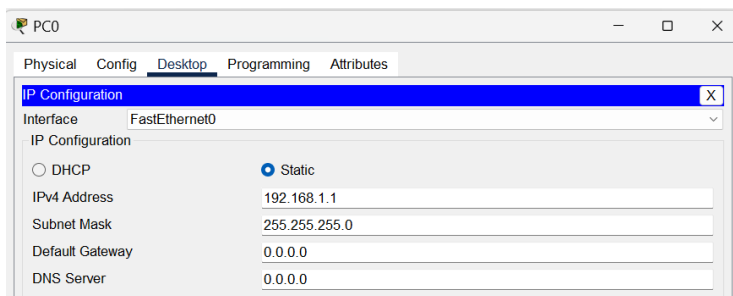 PC0
Physical Config Desktop Programming Attributes
IP Configuration X
Interface FastEthernet0
IP Configuration
DHCP Static
IPv4 Address 192.168.1.1
Subnet Mask 255.255.255.0
Default Gateway 0.0.0.0
DNS Server 0.0.0.0